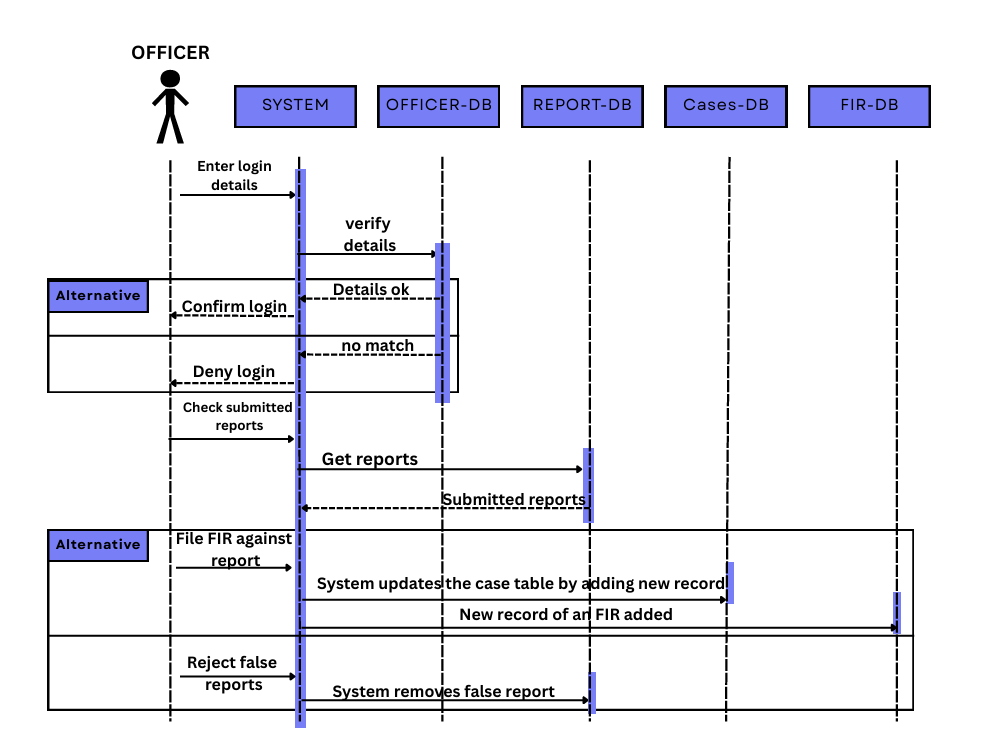 OFFICER
SYSTEM
OFFICER-DB
REPORT-DB
Cases-DB
FIR-DB
Enter login
details
verify
details
Alternative
Details ok
Confirm login
no match
Deny login
Check submitted
reports
Get reports
Submitted reports
Alternative
File FIR against
report
System updates the case table by adding new record
New record of an FIR added
Reject false
reports
System removes false report